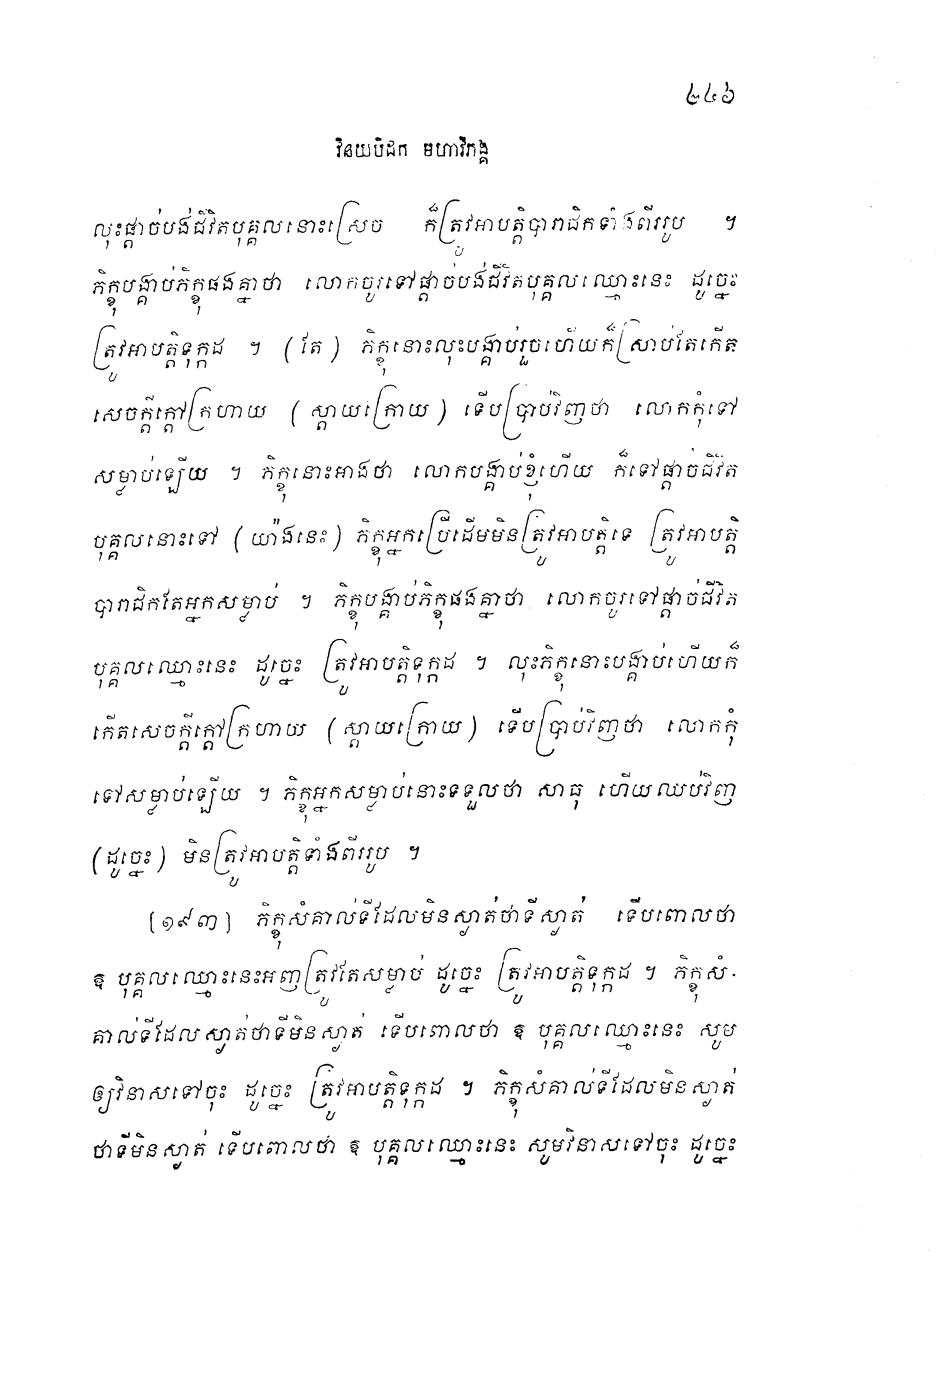 ៤៤៦
វិនយបិដក មហាវិភង្គ
លុះផ្ដាច់បង់ជីវិតបុគ្គលនោះស្រេច ក៏ត្រូវអាបត្តិបារាជិកទាំងពីររូប ។
ភិក្ខុបង្គាប់ភិក្ខុផងគ្នាថា លោកចូរទៅផ្ដាច់បង់ជីវិតបុគ្គលឈ្មោះនេះ ដូច្នេះ
ត្រូវអាបត្តិទុក្កដ ។ (តែ) ភិក្ខុនោះលុះបង្គាប់រួចហើយក៏ស្រាប់តែកើត
សេចក្ដីក្ដៅក្រហាយ (ស្ដាយក្រោយ) ទើបប្រាប់វិញថា លោកកុំទៅ
សម្លាប់ឡើយ ។ ភិក្ខុនោះអាងថា លោកបង្គាប់ខ្ញុំហើយ ក៏ទៅផ្ដាច់ជីវិត
បុគ្គលនោះទៅ (យ៉ាងនេះ) ភិក្ខុអ្នកប្រើដើមមិនត្រូវអាបត្តិទេ ត្រូវអាបត្តិ
បារាជិកតែអ្នកសម្លាប់ ។ ភិក្ខុបង្គាប់ភិក្ខុផងគ្នាថា លោកចូរទៅផ្ដាច់ជីវិត
បុគ្គលឈ្មោះនេះ ដូច្នេះ ត្រូវអាបត្តិទុក្កដ ។ លុះភិក្ខុនោះបង្គាប់ហើយក៏
កើតសេចក្ដីក្ដៅក្រហាយ (ស្ដាយក្រោយ) ទើបប្រាប់វិញថា លោកកុំ
ទៅសម្លាប់ឡើយ ។ ភិក្ខុអ្នកសម្លាប់នោះទទួលថា សាធុ ហើយឈប់វិញ
(ដូច្នេះ) មិនត្រូវអាបត្តិទាំងពីររូប ។
[១៩៣] ភិក្ខុសំគាល់ទីដែលមិនស្ងាត់ថាទីស្ងាត់ ទើបពោលថា
ឱ បុគ្គលឈ្មោះនេះអញត្រូវតែសម្លាប់ ដូច្នេះ ត្រូវអាបត្តិទុក្កដ ។ ភិក្ខុសំ-
គាល់ទីដែលស្ងាត់ថាទីមិនស្ងាត់ ទើបពោលថា ឱ បុគ្គលឈ្មោះនេះ សូម
ឲ្យវិនាសទៅចុះ ដូច្នេះ ត្រូវអាបត្តិទុក្កដ ។ ភិក្ខុសំគាល់ទីដែលមិនស្ងាត់
ថាទីមិនស្ងាត់ ទើបពោលថា ឱ បុគ្គលឈ្មោះនេះ សូមវិនាសទៅចុះ ដូច្នេះ